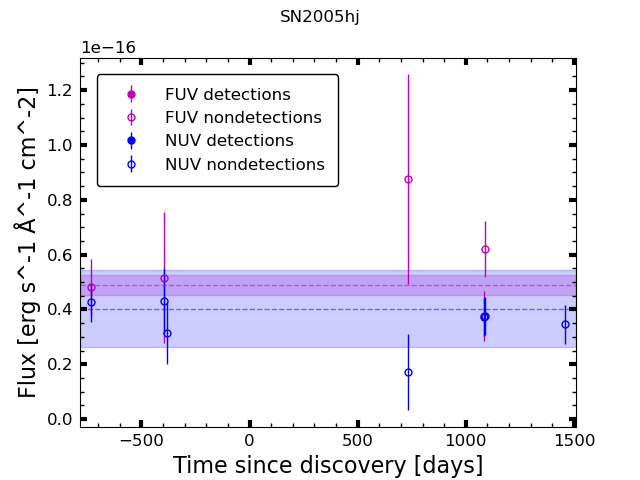 SN2005hj
1e−16
FUV detections
FUV nondetections
NUV detections
NUV nondetections
1.2
1.0
0.8
0.6
0.4
0.2
0.0
Flux [erg s^-1 Å^-1 cm^-2]
−500 0 500 1000 1500
Time since discovery [days]